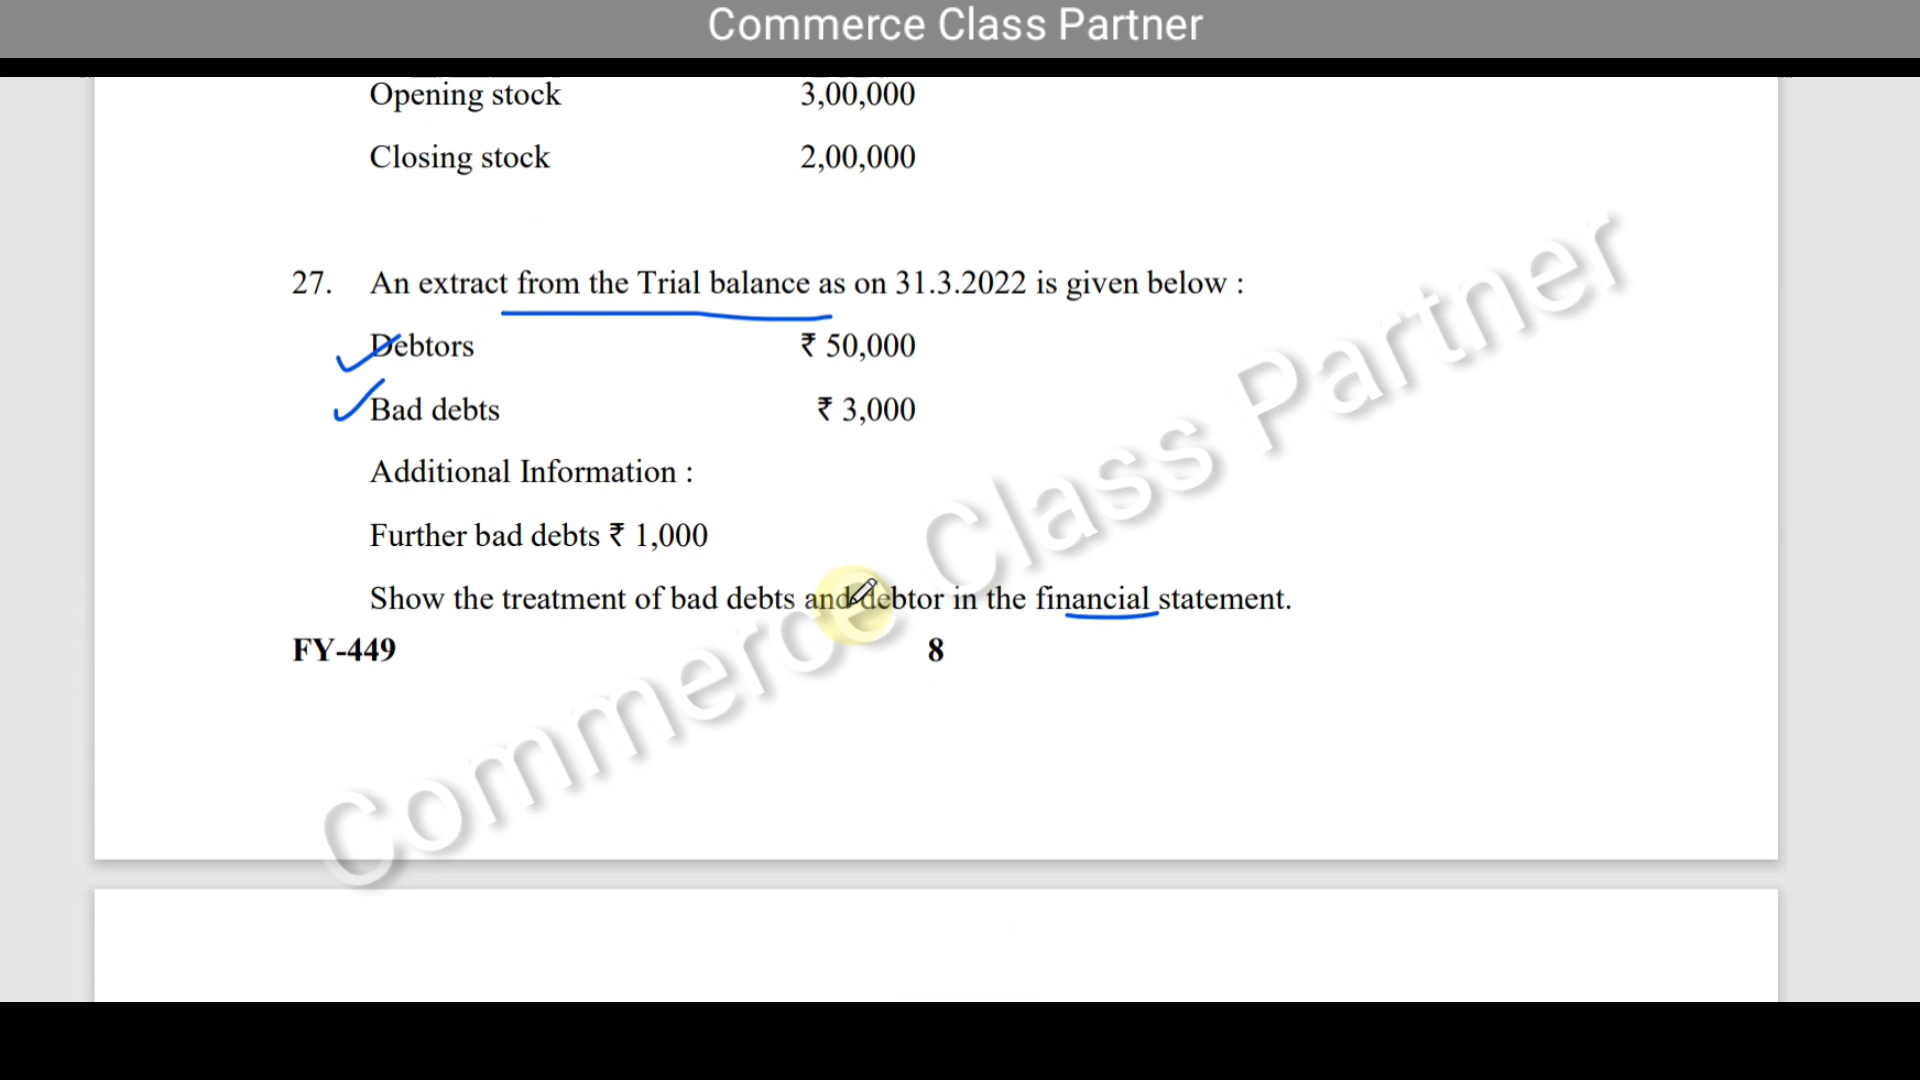 Commerce Class Partner
Opening stock 3,00,000
Closing stock 2,00,000
27. An extract from the Trial balance as on 31.3.2022 is given below :
Debtors ₹ 50,000
Bad debts ₹ 3,000
Additional Information :
Further bad debts ₹ 1,000
Show the treatment of bad debts and debtor in the financial statement.
FY-449 8
Commerce Class Partner